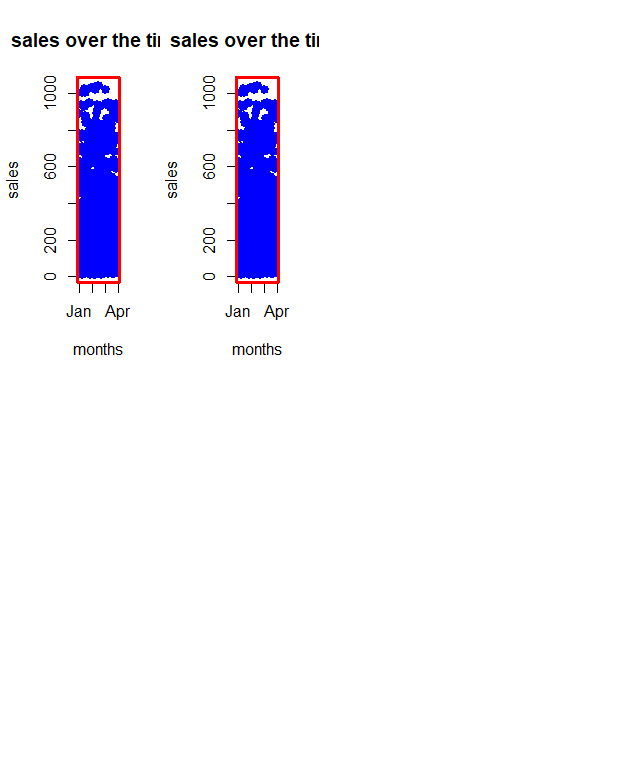 sales over the ti
sales over the ti
1000
600
200
0
sales
Jan
Apr
months
1000
600
200
0
sales
Jan
Apr
months